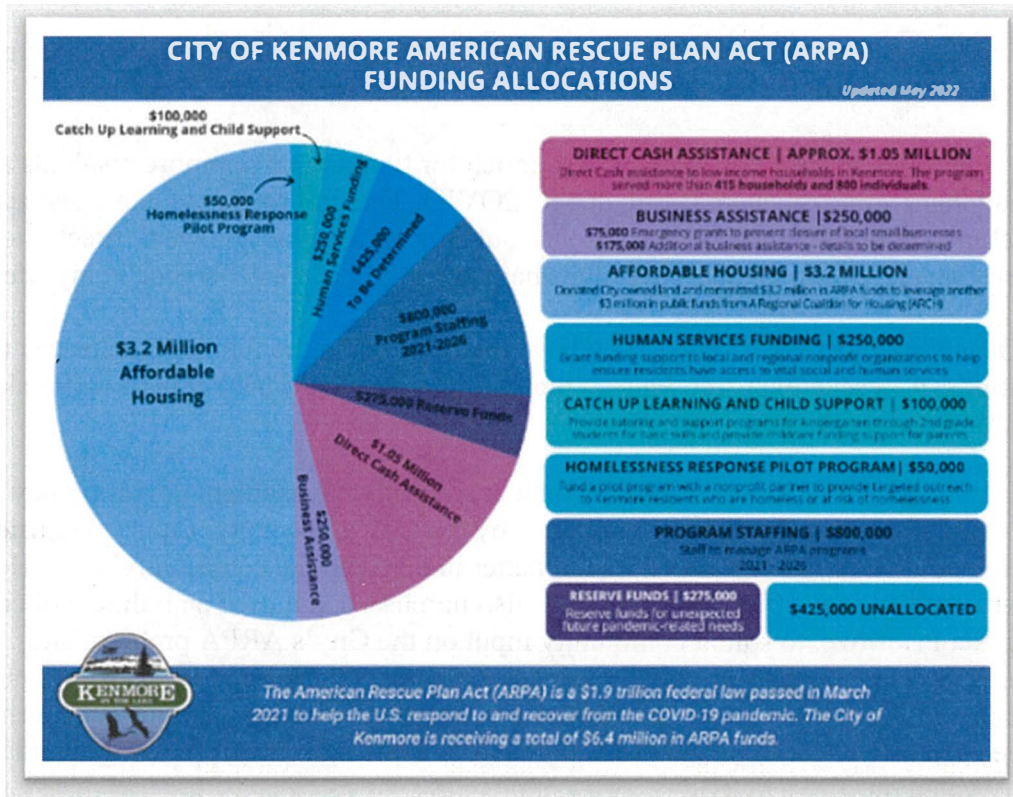 CITY OF KENMORE AMERICAN RESCUE PLAN ACT (ARPA)
FUNDING ALLOCATIONS
Updated May 2022
$100,000
Catch Up Learning and Child Support
$50,000
Homelessness Response
Pilot Program
$250,000
Human Services Funding
$425,000
To Be Determined
$800,000
Program Staffing
2021-2026
$275,000 Reserve Funds
$1.05 Million
Direct Cash Assistance
$250,000
Business Assistance
$3.2 Million
Affordable
Housing
DIRECT CASH ASSISTANCE | APPROX. $1.05 MILLION
Direct Cash assistance to low income households in Kenmore. The program
served more than 415 households and 800 individuals.
BUSINESS ASSISTANCE |$250,000
$75,000 Emergency grants to prevent closure of local small businesses
$175,000 Additional business assistance - details to be determined
AFFORDABLE HOUSING | $3.2 MILLION
Donated City owned land and committed $3.2 million in ARPA funds to leverage another
$3 million in public funds from A Regional Coalition for Housing (ARCH)
HUMAN SERVICES FUNDING | $250,000
Grant funding support to local and regional nonprofit organizations to help
ensure residents have access to vital social and human services
CATCH UP LEARNING AND CHILD SUPPORT | $100,000
Provide tutoring and support programs for kindergarten through 2nd grade
students for basic skills and provide childcare funding support for parents
HOMELESSNESS RESPONSE PILOT PROGRAM| $50,000
Fund a pilot program with a nonprofit partner to provide targeted outreach
to Kenmore residents who are homeless or at risk of homelessness
PROGRAM STAFFING | $800,000
Staff to manage ARPA programs
2021 - 2026
RESERVE FUNDS | $275,000
Reserve funds for unexpected
future pandemic-related needs
$425,000 UNALLOCATED
KENMORE
The American Rescue Plan Act (ARPA) is a $1.9 trillion federal law passed in March
2021 to help the U.S. respond to and recover from the COVID-19 pandemic. The City of
Kenmore is receiving a total of $6.4 million in ARPA funds.